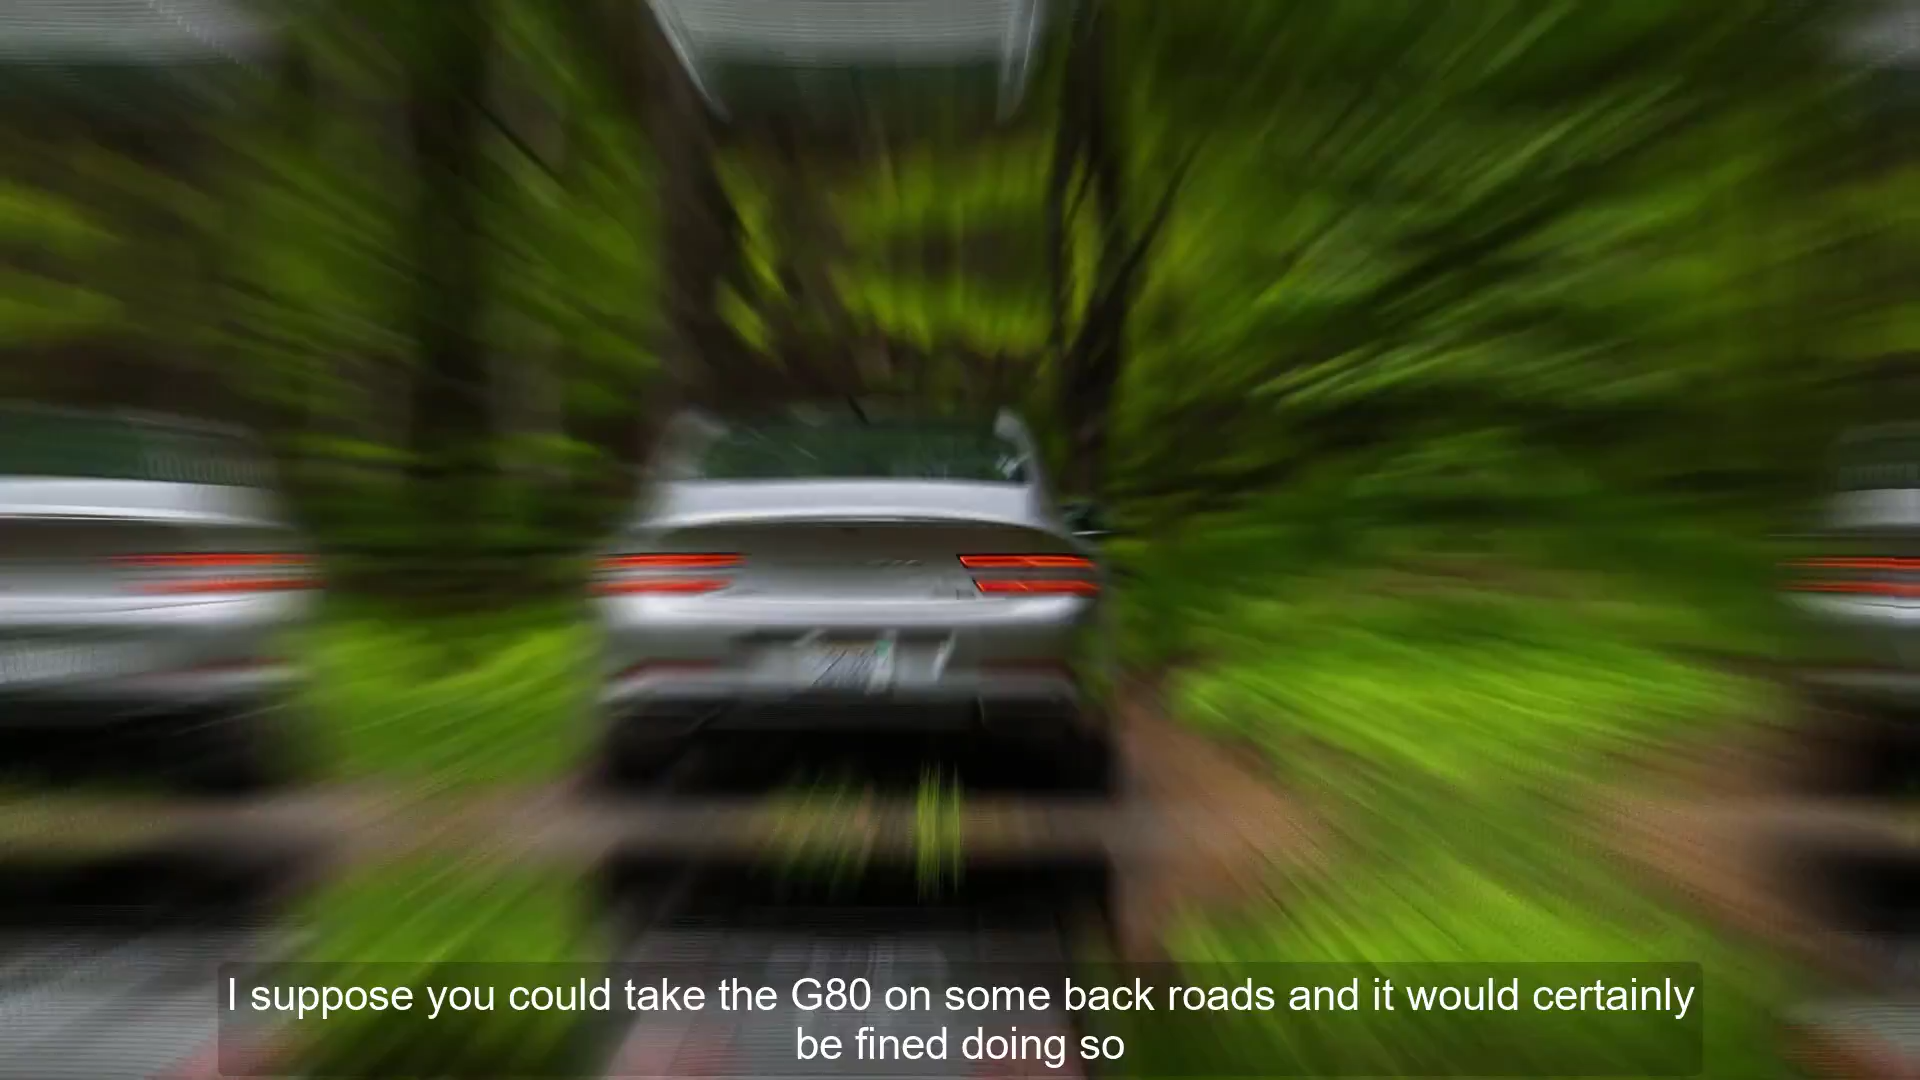 I suppose you could take the G80 on some back roads and it would certainly
be fined doing so